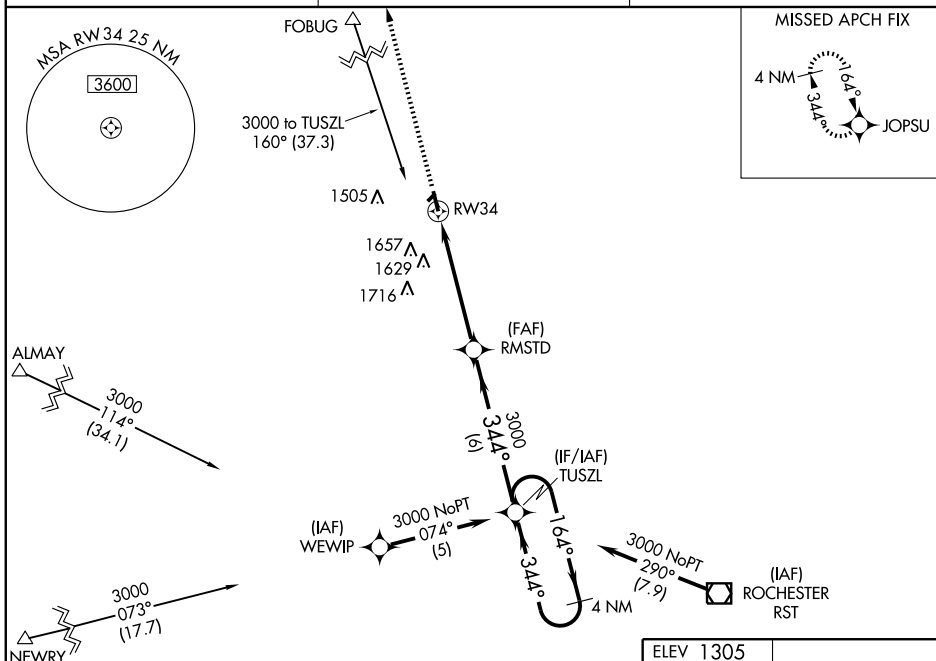 MSA RW34 25 NM
3600
FOBUG
3000 to TUSZL
160° (37.3)
MISSED APCH FIX
4 NM
164°
344°
JOPSU
1505
RW34
1657
1629
1716
(FAF)
RMSTD
ALMAY
3000
114°
(34.1)
3000
344°
(6)
(IF/IAF)
TUSZL
(IAF)
WEWIP
3000 NoPT
074°
(5)
164°
344°
4 NM
3000 NoPT
290°
(7.9)
(IAF)
ROCHESTER
RST
3000
073°
(17.7)
NEWRY
ELEV 1305